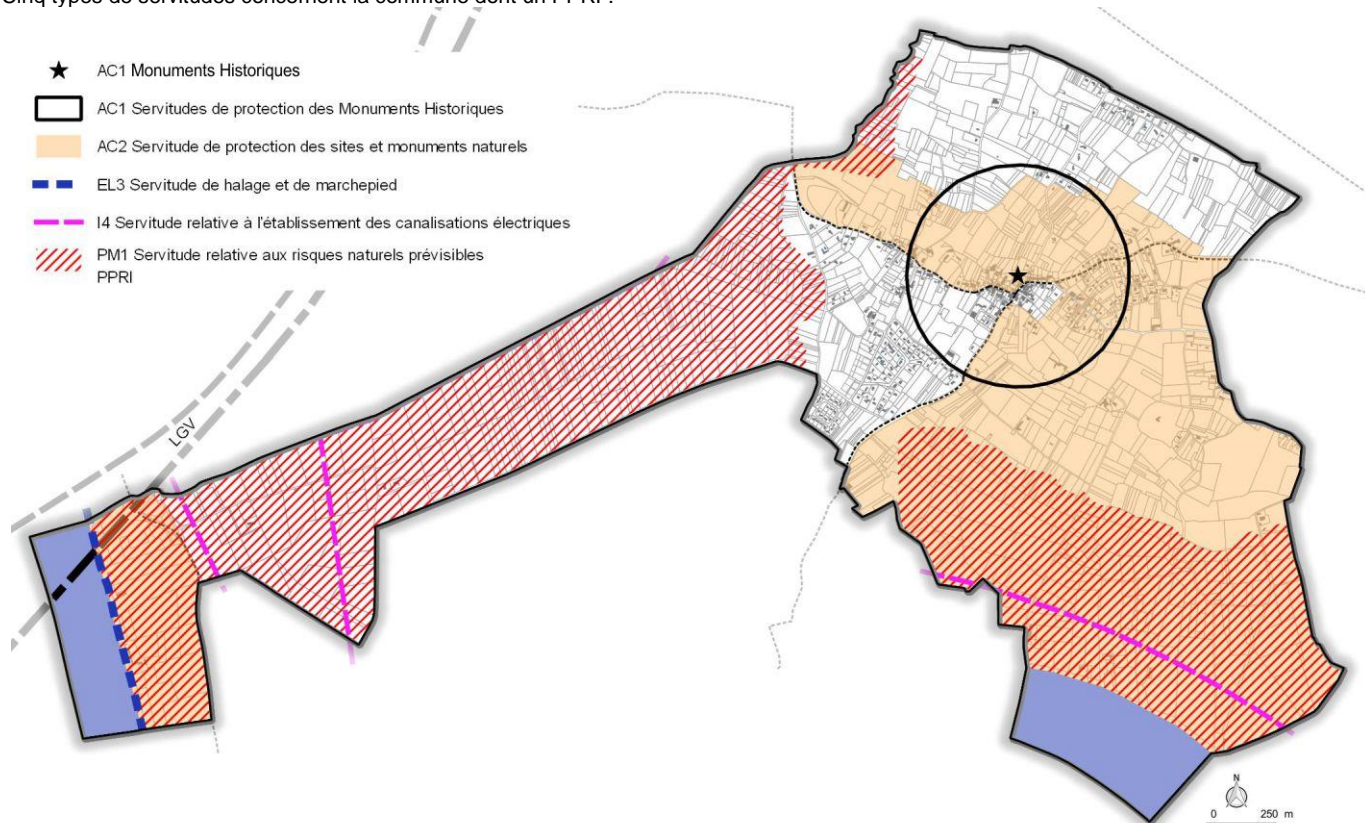 Cinq types de servitudes concernent la commune dont un PPRI :
AC1 Monuments Historiques
AC1 Servitudes de protection des Monuments Historiques
AC2 Servitude de protection des sites et monuments naturels
EL3 Servitude de halage et de marchepied
I4 Servitude relative à l'établissement des canalisations électriques
PM1 Servitude relative aux risques naturels prévisibles
PPRI
LGV
N
0 250 m